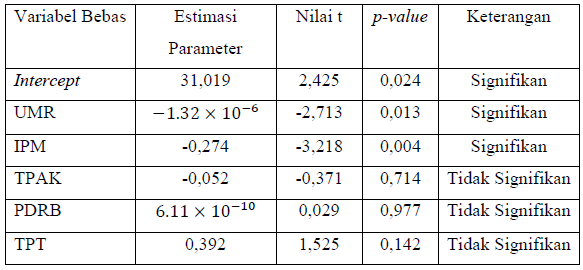 Variabel Bebas Estimasi Parameter Nilai t p-value Keterangan
Intercept 31,019 2,425 0,024 Signifikan
UMR −1.32 × 10⁻⁶ -2,713 0,013 Signifikan
IPM -0,274 -3,218 0,004 Signifikan
TPAK -0,052 -0,371 0,714 Tidak Signifikan
PDRB 6.11 × 10⁻¹⁰ 0,029 0,977 Tidak Signifikan
TPT 0,392 1,525 0,142 Tidak Signifikan